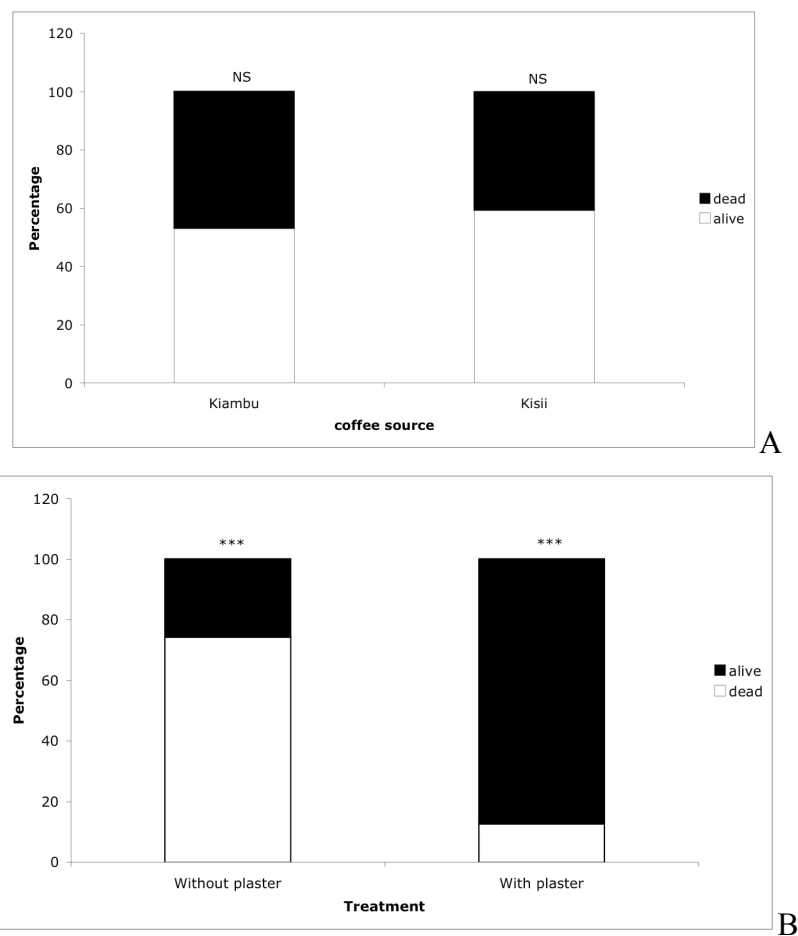 120
100
80
60
40
20
0
Percentage
NS
NS
Kiambu
Kisii
coffee source
dead
alive
A
120
100
80
60
40
20
0
Percentage
***
***
Without plaster
With plaster
Treatment
alive
dead
B